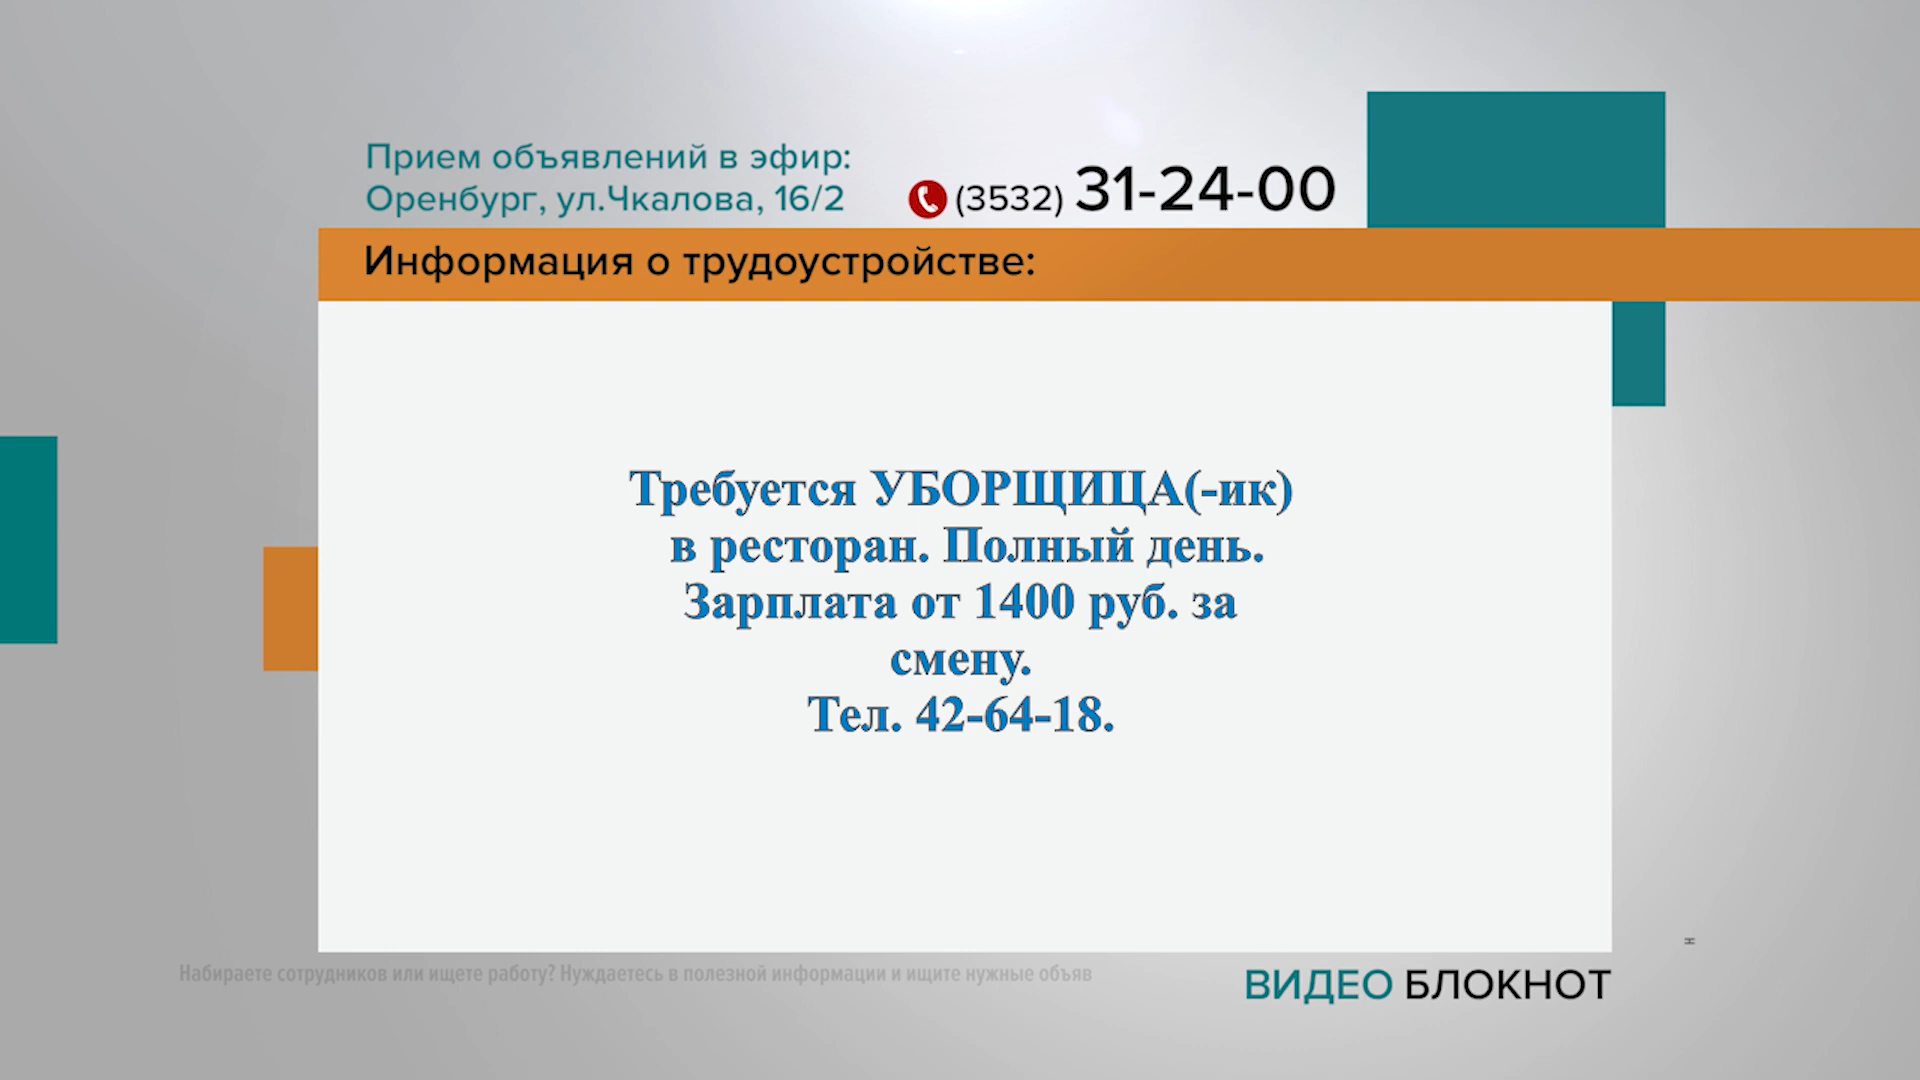 Прием объявлений в эфир:
Оренбург, ул.Чкалова, 16/2
(3532) 31-24-00
Информация о трудоустройстве:
Требуется УБОРЩИЦА(-ик)
в ресторан. Полный день.
Зарплата от 1400 руб. за
смену.
Тел. 42-64-18.
н
Набираете сотрудников или ищете работу? Нуждаетесь в полезной информации и ищите нужные объяв
ВИДЕО БЛОКНОТ